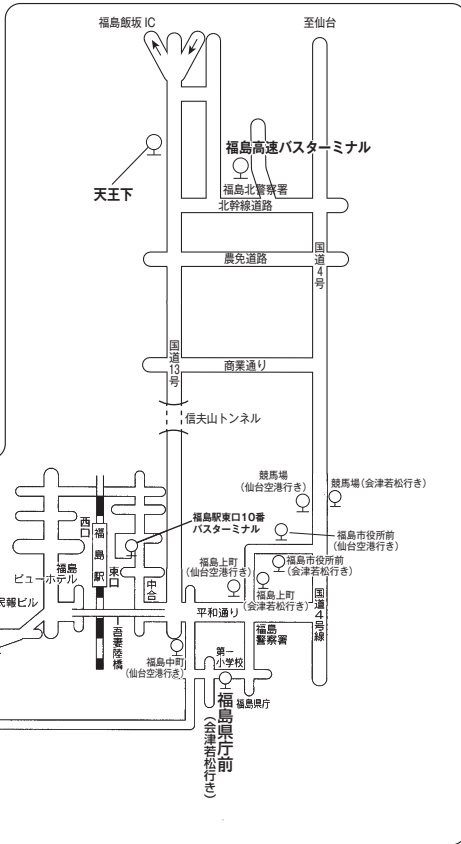 福島飯坂 IC
至仙台
福島高速バスターミナル
天王下
福島北警察署
北幹線道路
農免道路
国道4号
国道13号
商業通り
信夫山トンネル
競馬場
(仙台空港行き)
競馬場(会津若松行き)
福島駅東口10番
バスターミナル
福島市役所前
(仙台空港行き)
西口
福島駅
東口
福島
ビューホテル
中合
福島上町
(仙台空港行き)
福島市役所前
(会津若松行き)
福島上町
(会津若松行き)
民報ビル
平和通り
国道4号線
福島
警察署
吾妻陸橋
福島中町
(仙台空港行き)
第一
小学校
福島県庁
福島県庁前
(会津若松行き)